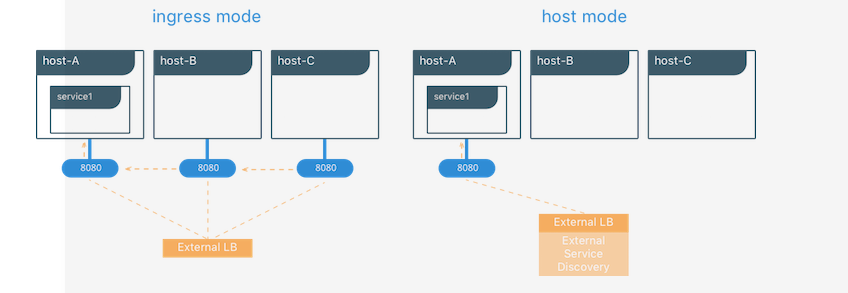 ingress mode
host mode
host-A
host-B
host-C
host-A
host-B
host-C
service1
service1
8080
8080
8080
8080
External LB
External LB
External
Service
Discovery